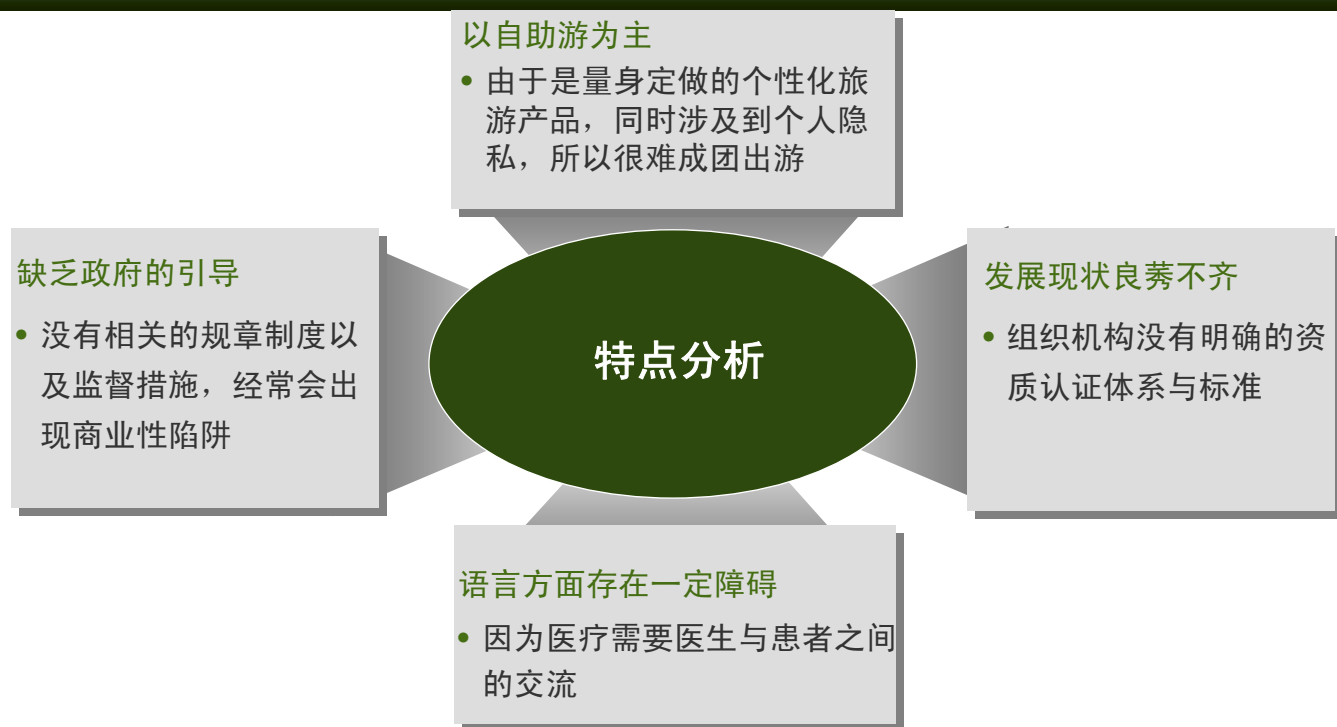 以自助游为主
• 由于是量身定做的个性化旅
游产品，同时涉及到个人隐
私，所以很难成团出游
缺乏政府的引导
• 没有相关的规章制度以
及监督措施，经常会出
现商业性陷阱
特点分析
发展现状良莠不齐
• 组织机构没有明确的资
质认证体系与标准
语言方面存在一定障碍
• 因为医疗需要医生与患者之间
的交流